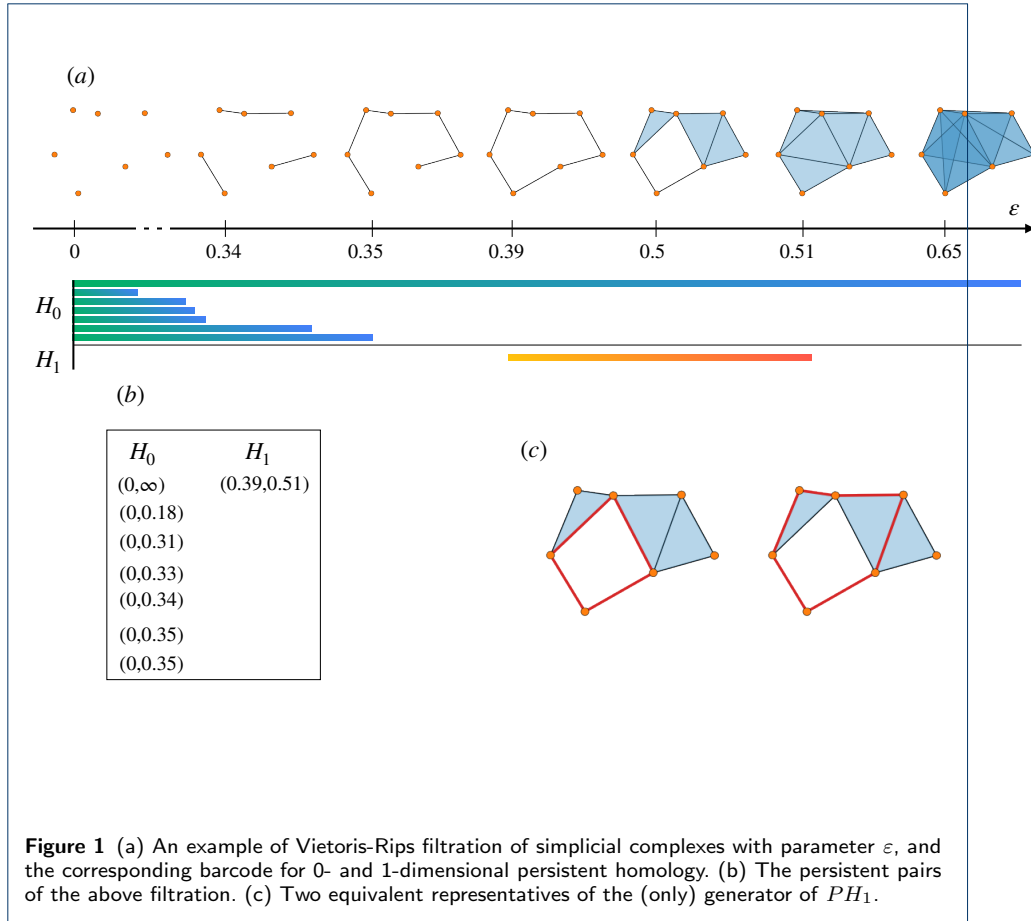 (a)
ε
0 0.34 0.35 0.39 0.5 0.51 0.65
H0
H1
(b)
H0 H1
(0,∞) (0.39,0.51)
(0,0.18)
(0,0.31)
(0,0.33)
(0,0.34)
(0,0.35)
(0,0.35)
(c)
Figure 1 (a) An example of Vietoris-Rips filtration of simplicial complexes with parameter ε, and
the corresponding barcode for 0- and 1-dimensional persistent homology. (b) The persistent pairs
of the above filtration. (c) Two equivalent representatives of the (only) generator of PH1.